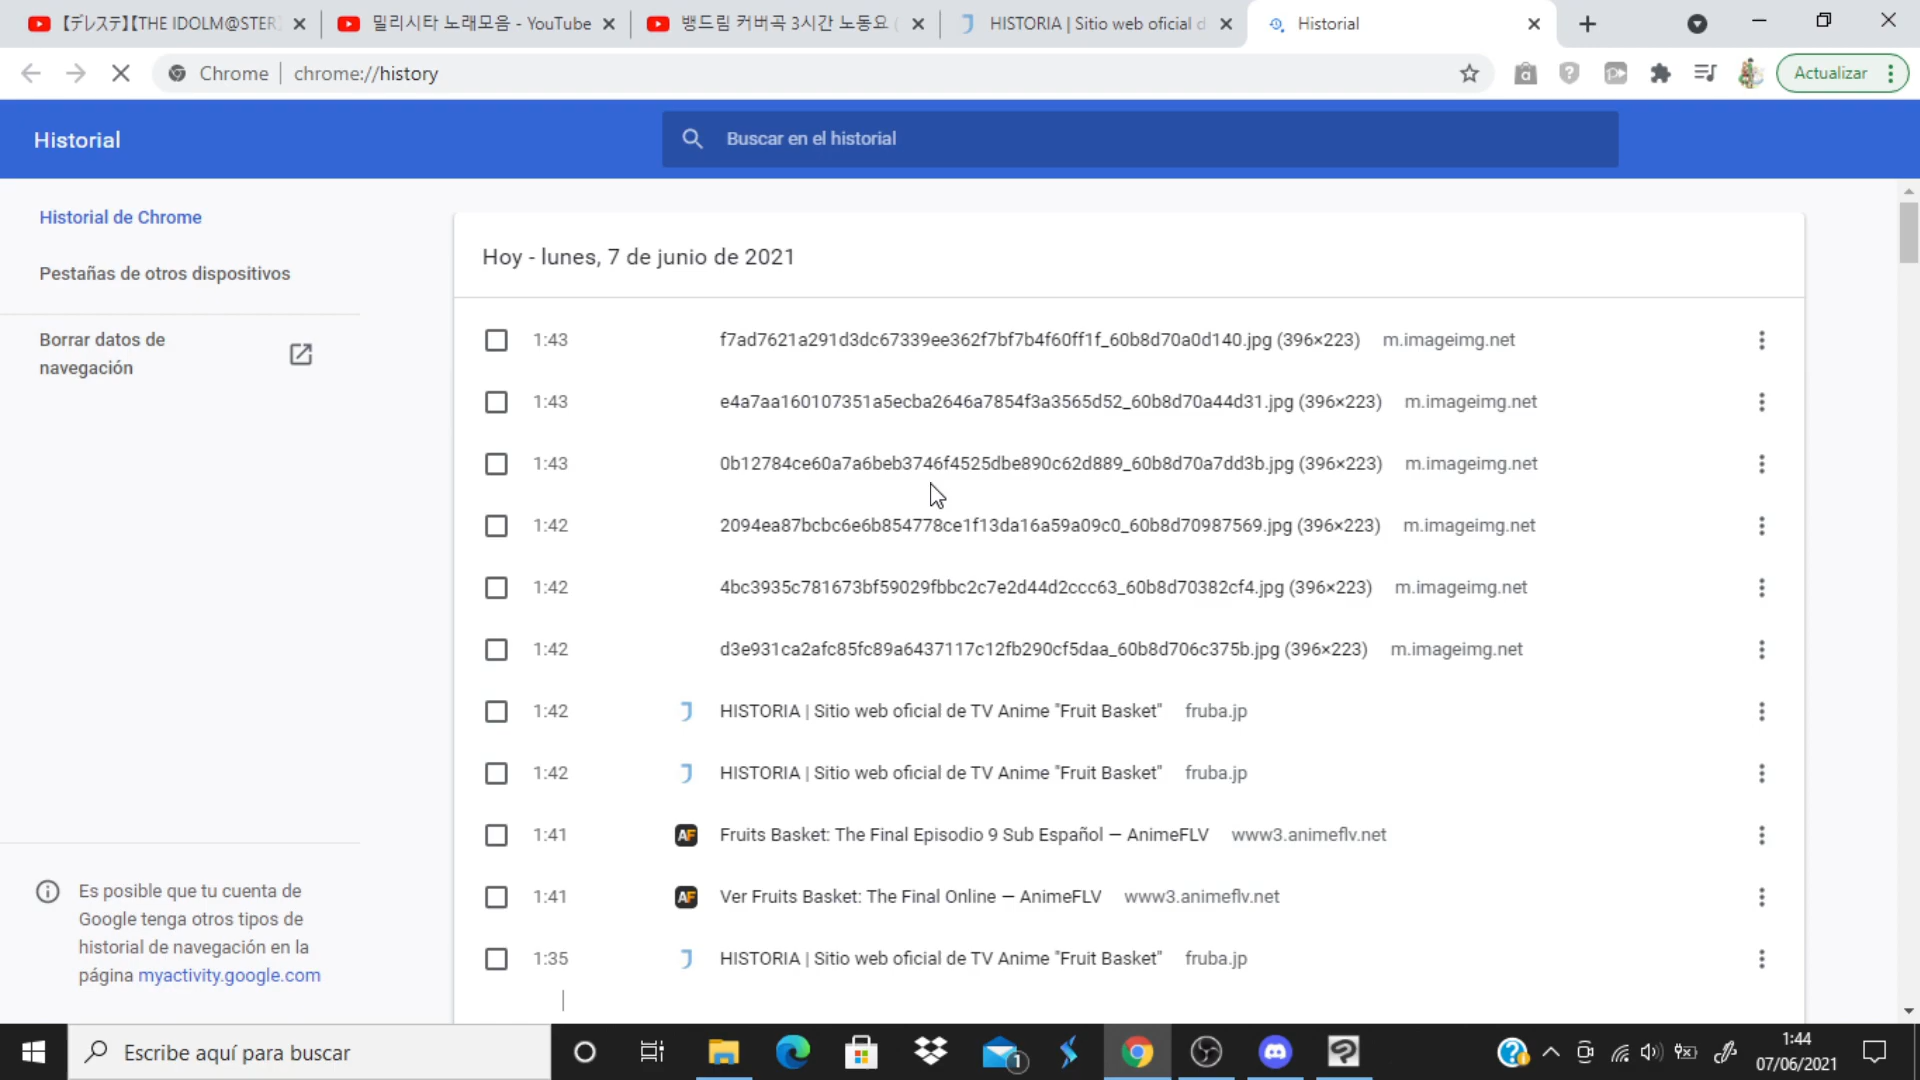 【デレステ】【THE IDOLM@STER
밀리시타 노래모음 - YouTube
뱅드림 커버곡 3시간 노동요 (
HISTORIA | Sitio web oficial d
Historial
Chrome
chrome://history
Actualizar
Historial
Buscar en el historial
Historial de Chrome
Pestañas de otros dispositivos
Borrar datos de
navegación
Es posible que tu cuenta de
Google tenga otros tipos de
historial de navegación en la
página myactivity.google.com
Hoy - lunes, 7 de junio de 2021
1:43 f7ad7621a291d3dc67339ee362f7bf7b4f60ff1f_60b8d70a0d140.jpg (396×223) m.imageimg.net
1:43 e4a7aa160107351a5ecba2646a7854f3a3565d52_60b8d70a44d31.jpg (396×223) m.imageimg.net
1:43 0b12784ce60a7a6beb3746f4525dbe890c62d889_60b8d70a7dd3b.jpg (396×223) m.imageimg.net
1:42 2094ea87bcbc6e6b854778ce1f13da16a59a09c0_60b8d70987569.jpg (396×223) m.imageimg.net
1:42 4bc3935c781673bf59029fbbc2c7e2d44d2ccc63_60b8d70382cf4.jpg (396×223) m.imageimg.net
1:42 d3e931ca2afc85fc89a6437117c12fb290cf5daa_60b8d706c375b.jpg (396×223) m.imageimg.net
1:42 HISTORIA | Sitio web oficial de TV Anime "Fruit Basket" fruba.jp
1:42 HISTORIA | Sitio web oficial de TV Anime "Fruit Basket" fruba.jp
1:41 AF Fruits Basket: The Final Episodio 9 Sub Español — AnimeFLV www3.animeflv.net
1:41 AF Ver Fruits Basket: The Final Online — AnimeFLV www3.animeflv.net
1:35 HISTORIA | Sitio web oficial de TV Anime "Fruit Basket" fruba.jp
Escribe aquí para buscar
1
1:44
07/06/2021